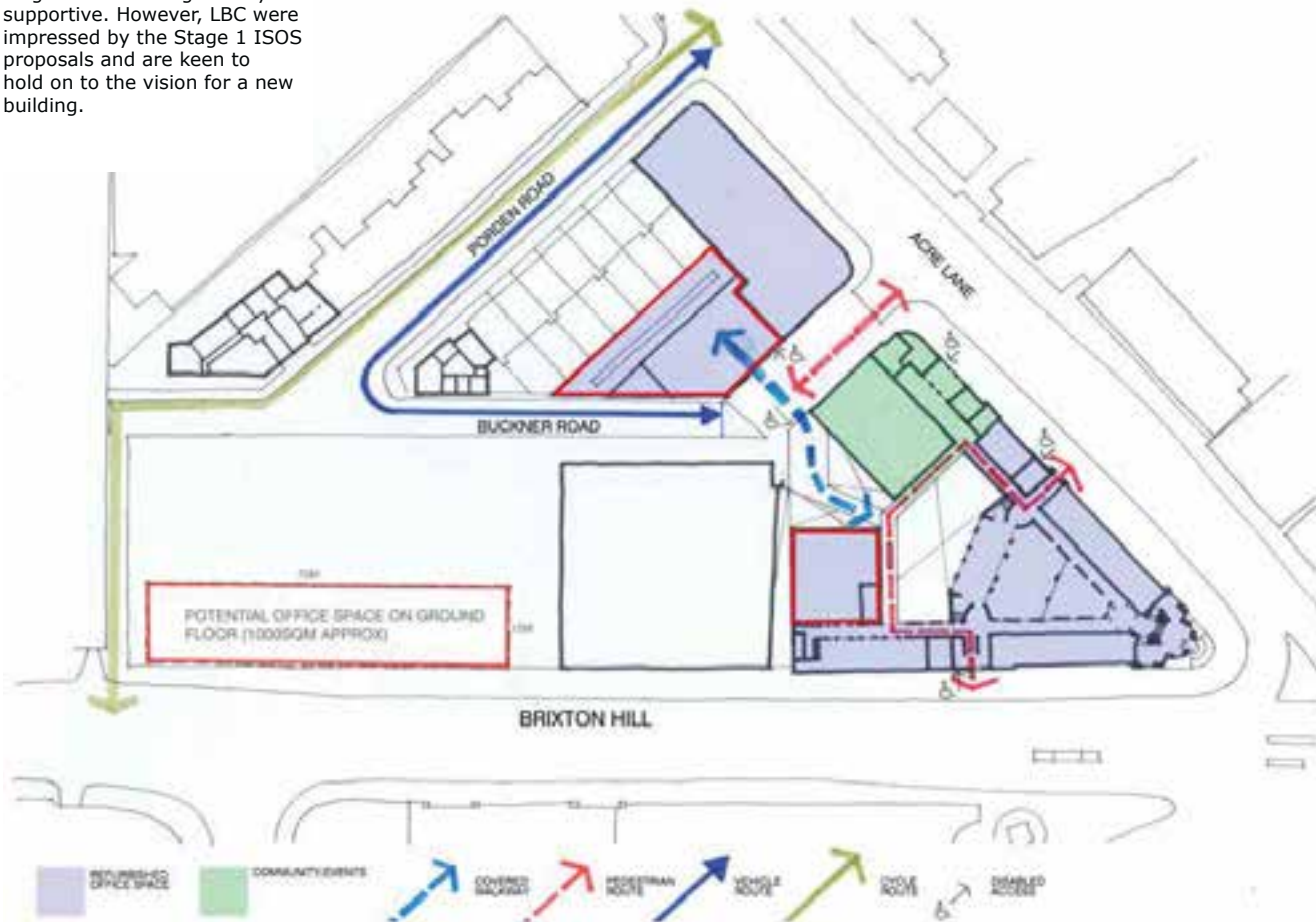 supportive. However, LBC were
impressed by the Stage 1 ISOS
proposals and are keen to
hold on to the vision for a new
building.
PORDEN ROAD
ACRE LANE
BUCKNER ROAD
POTENTIAL OFFICE SPACE ON GROUND
FLOOR (1000SQM APPROX)
BRIXTON HILL
REFURBISHED
OFFICE SPACE
COMMUNITY/EVENTS
COVERED
WALKWAY
PEDESTRIAN
ROUTE
VEHICLE
ROUTE
CYCLE
ROUTE
DISABLED
ACCESS